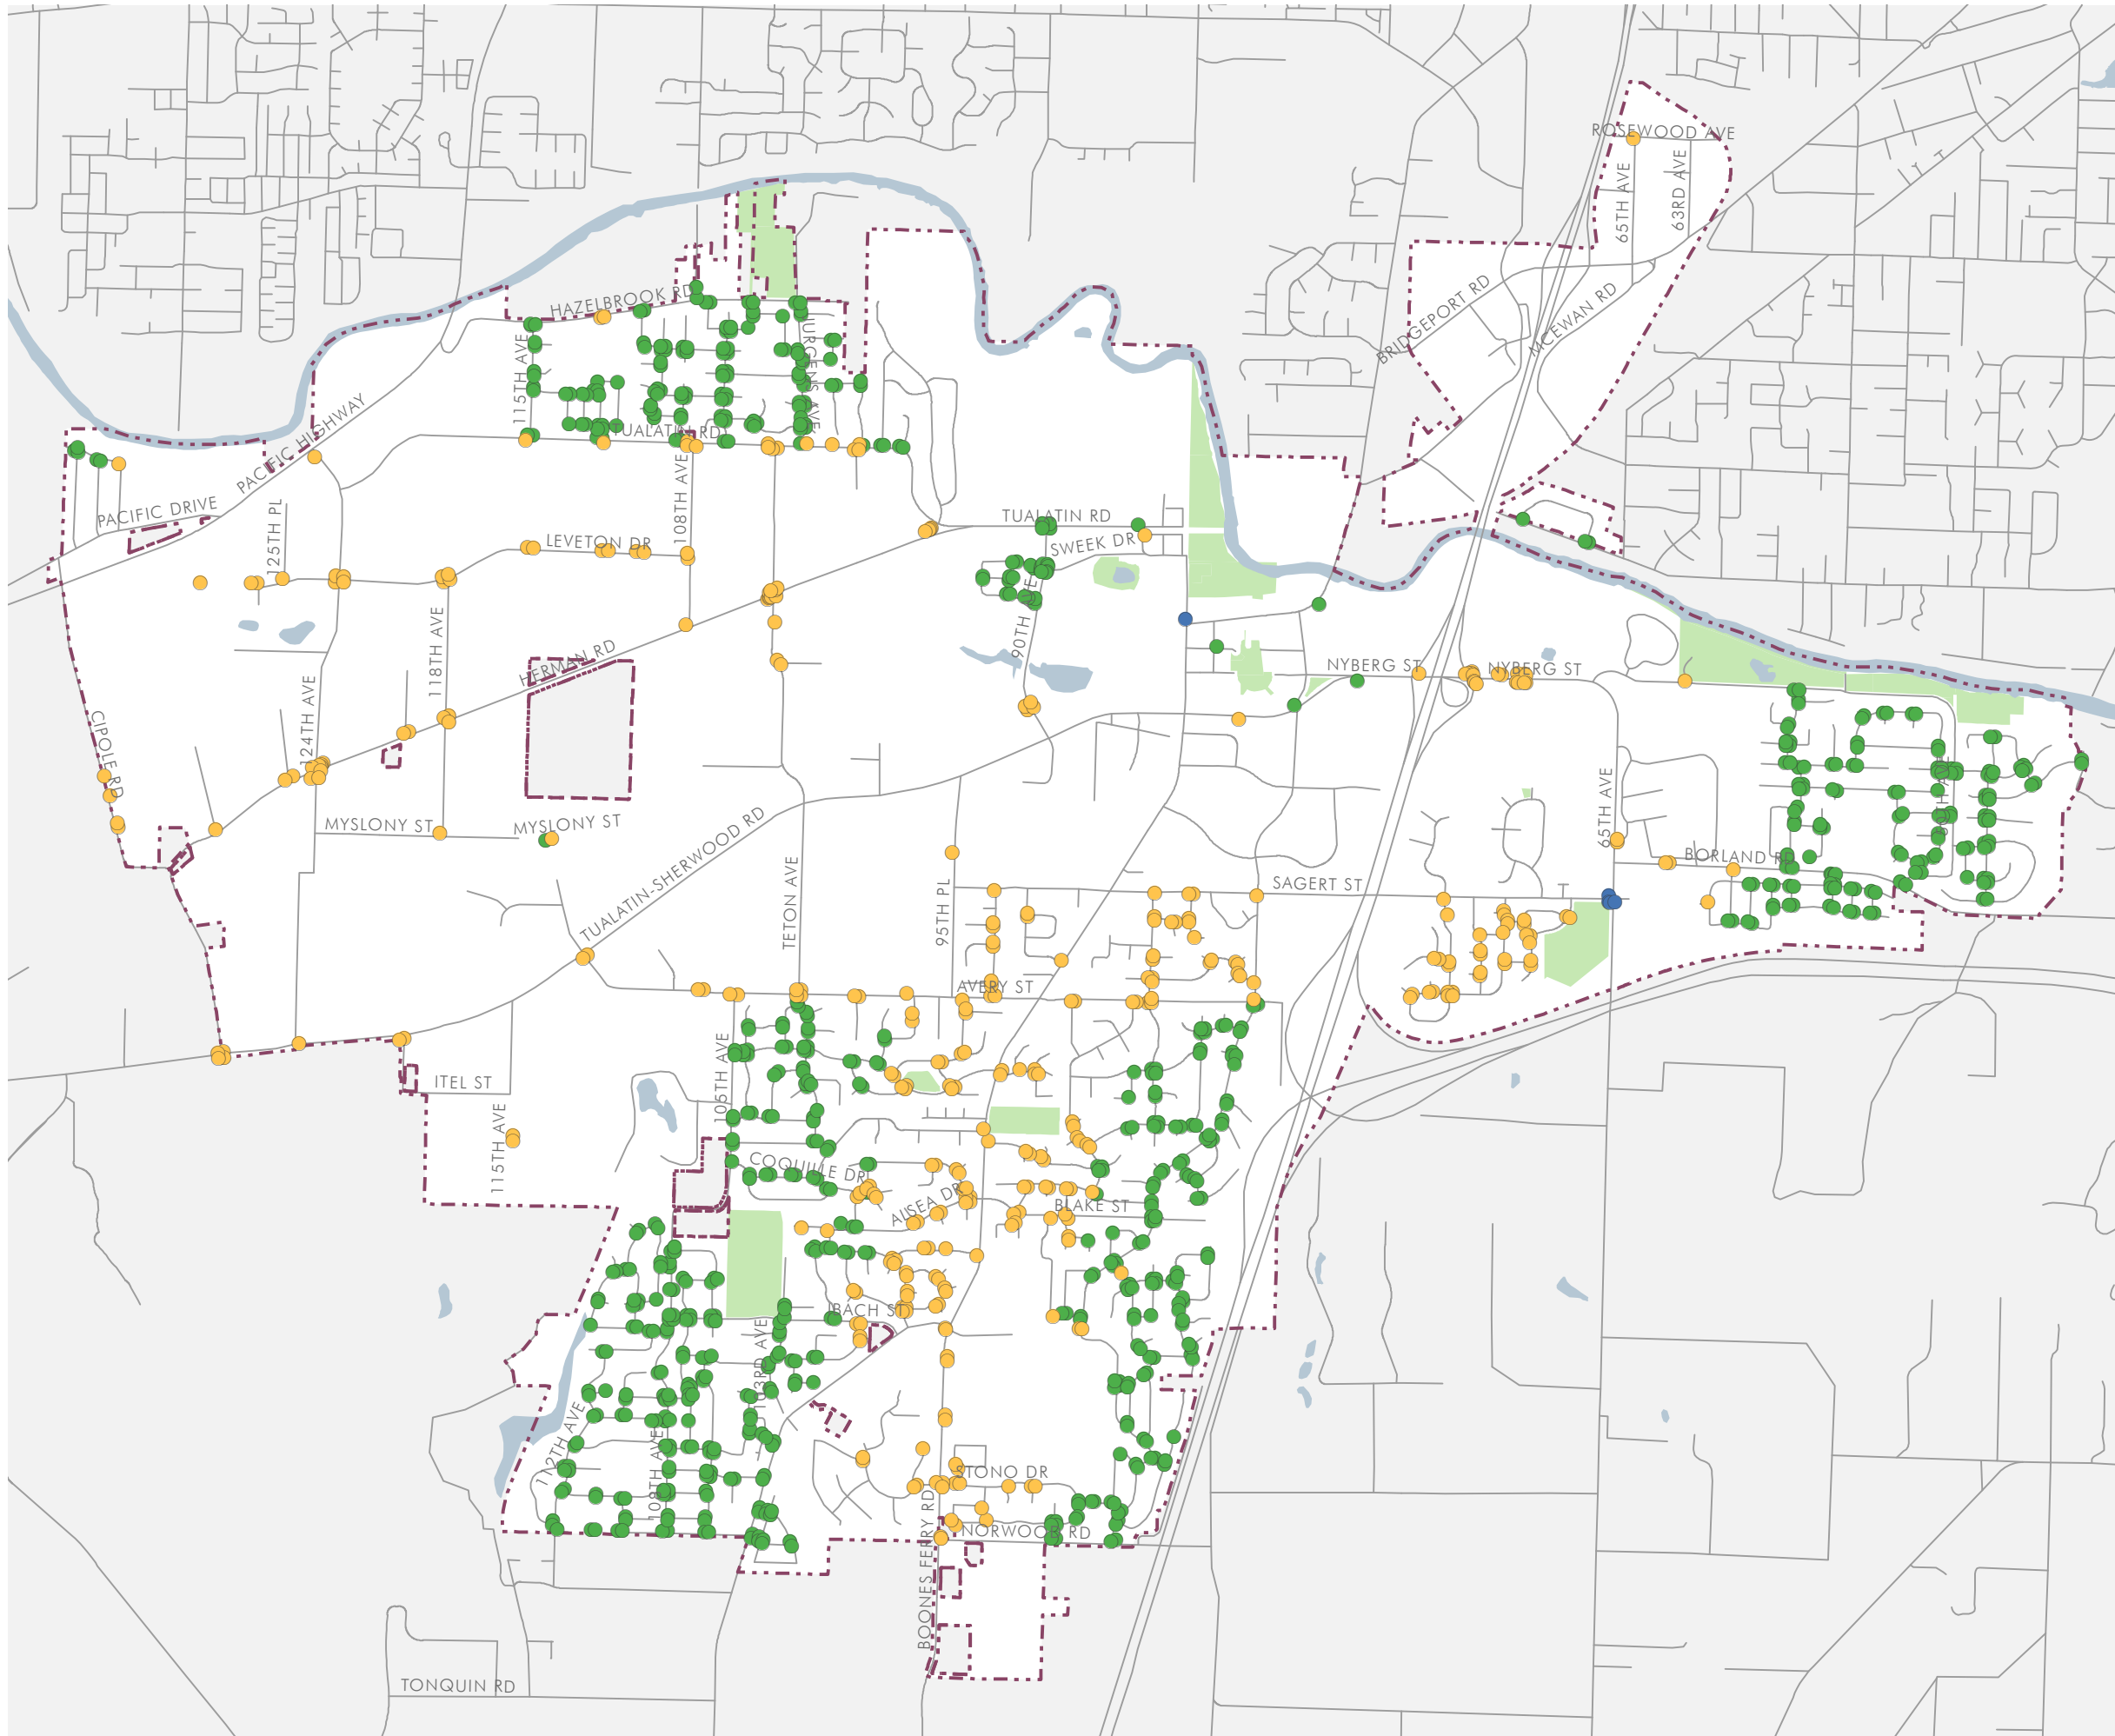 ROSEWOOD AVE
65TH AVE
63RD AVE
HAZELBROOK RD
BRIDGEPORT RD
MCEWAN RD
115TH AVE
JURGENS AVE
PACIFIC HIGHWAY
TUALATIN RD
108TH AVE
PACIFIC DRIVE
125TH PL
LEVETON DR
TUALATIN RD
SWEEK DR
118TH AVE
90TH AVE
HERMAN RD
NYBERG ST
NYBERG ST
124TH AVE
CIPOLE RD
MYSLONY ST
MYSLONY ST
65TH AVE
BORLAND RD
TUALATIN-SHERWOOD RD
TETON AVE
95TH PL
SAGERT ST
AVERY ST
105TH AVE
ITEL ST
115TH AVE
COQUILLE DR
ALSEA DR
BLAKE ST
IBACH ST
103RD AVE
112TH AVE
108TH AVE
STONO DR
NORWOOD RD
BOONES FERRY RD
TONQUIN RD